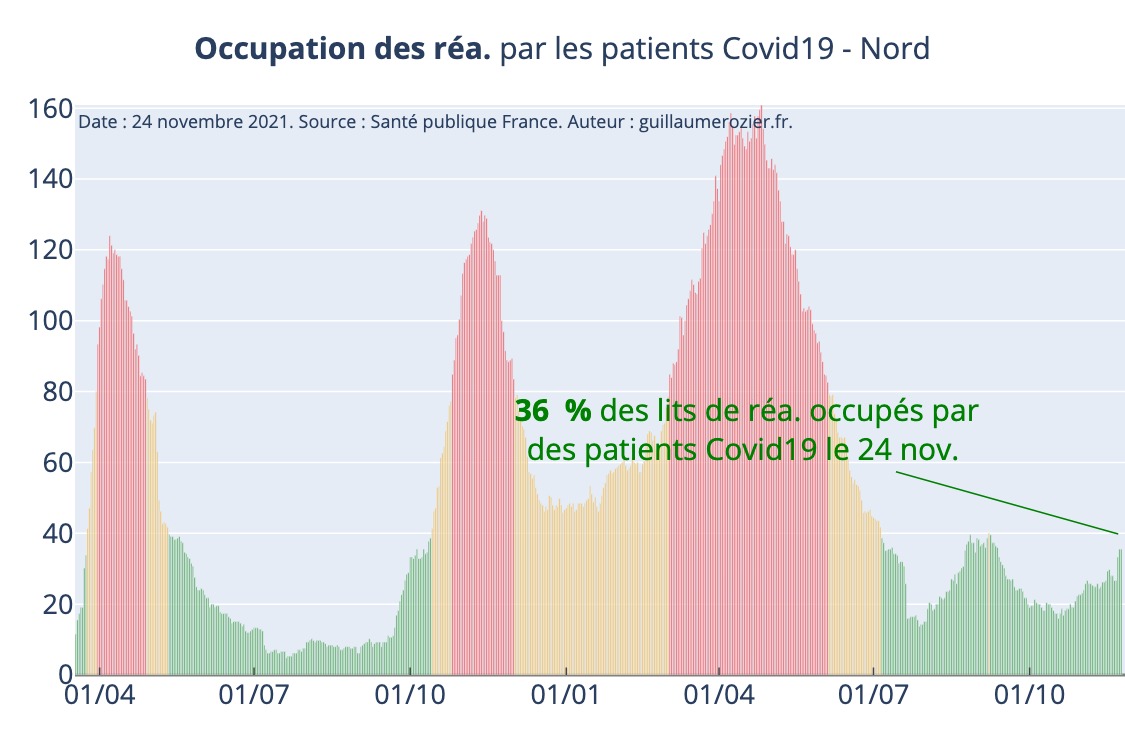 Occupation des réa. par les patients Covid19 - Nord
160
Date : 24 novembre 2021. Source : Santé publique France. Auteur : guillaumerozier.fr.
140
120
100
80
36 % des lits de réa. occupés par
des patients Covid19 le 24 nov.
60
40
20
0
01/04 01/07 01/10 01/01 01/04 01/07 01/10